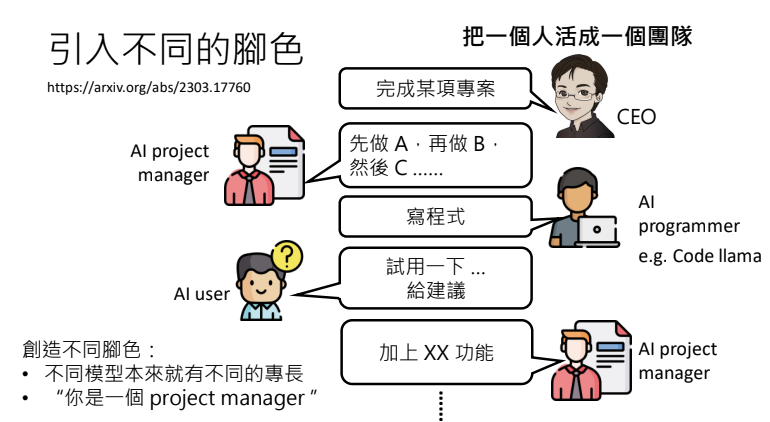 引入不同的腳色
https://arxiv.org/abs/2303.17760
把一個人活成一個團隊
完成某項專案
CEO
AI project
manager
先做 A，再做 B，
然後 C ......
寫程式
AI
programmer
e.g. Code llama
AI user
試用一下 ...
給建議
?
加上 XX 功能
AI project
manager
創造不同腳色：
• 不同模型本來就有不同的專長
• “你是一個 project manager ”